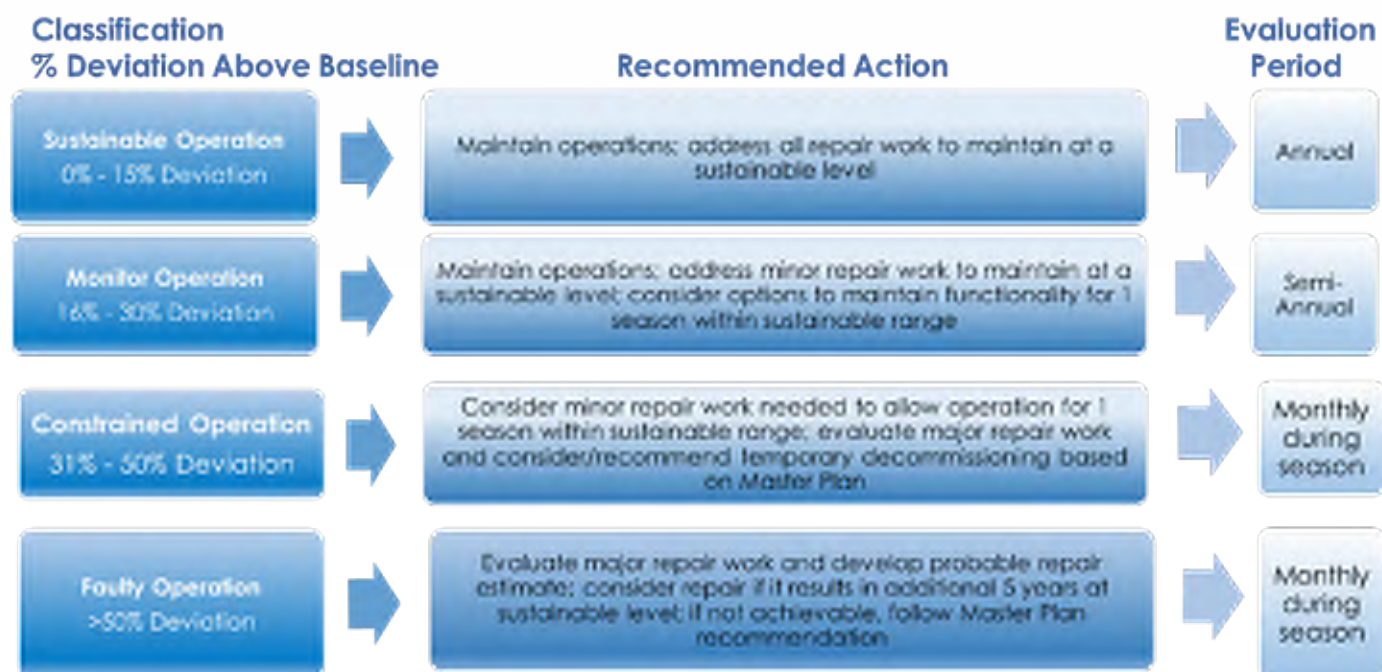 Classification
% Deviation Above Baseline
Recommended Action
Evaluation
Period
Sustainable Operation
0% - 15% Deviation
Maintain operations; address all repair work to maintain at a
sustainable level
Annual
Monitor Operation
16% - 30% Deviation
Maintain operations; address minor repair work to maintain at a
sustainable level; consider options to maintain functionality for 1
season within sustainable range
Semi-
Annual
Constrained Operation
31% - 50% Deviation
Consider minor repair work needed to allow operation for 1
season within sustainable range; evaluate major repair work
and consider/recommend temporary decommissioning based
on Master Plan
Monthly
during
season
Faulty Operation
>50% Deviation
Evaluate major repair work and develop probable repair
estimate; consider repair if it results in additional 5 years at
sustainable level; if not achievable, follow Master Plan
recommendation
Monthly
during
season